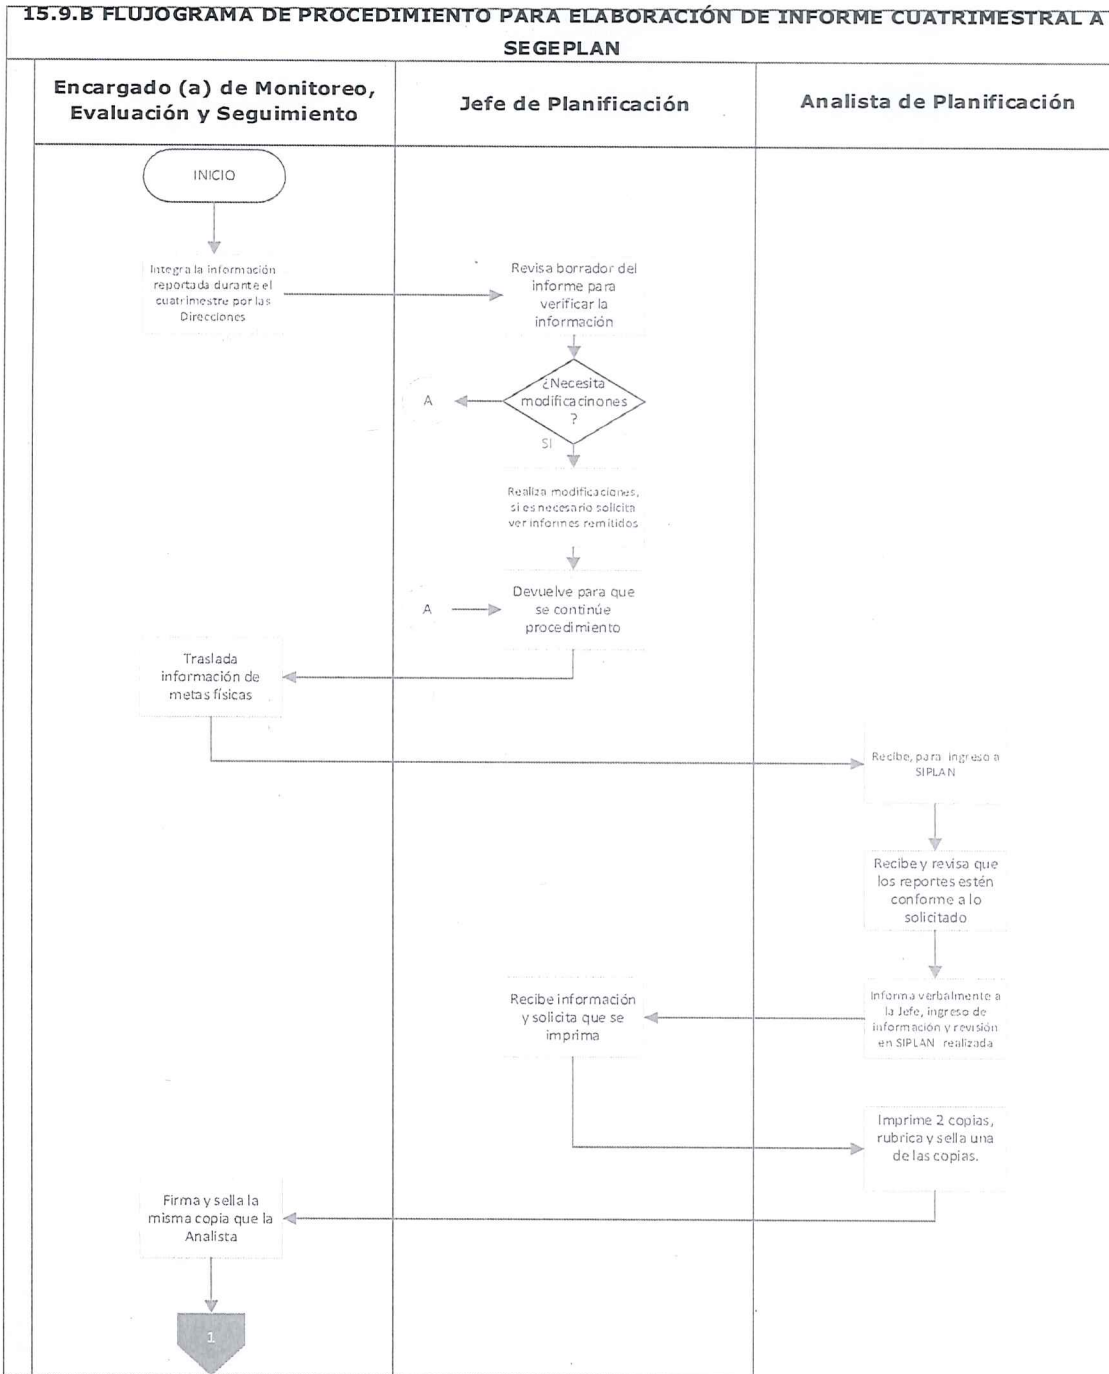 15.9.B FLUJOGRAMA DE PROCEDIMIENTO PARA ELABORACIÓN DE INFORME CUATRIMESTRAL A
SEGEPLAN
Encargado (a) de Monitoreo,
Evaluación y Seguimiento
Jefe de Planificación
Analista de Planificación
INICIO
Integra la información
reportada durante el
cuatrimestre por las
Direcciones
Revisa borrador del
informe para
verificar la
información
¿Necesita
modificacinones
?
A
SI
Realiza modificaciones,
si es necesario solicita
ver informes remitidos
A
Devuelve para que
se continúe
procedimiento
Traslada
información de
metas físicas
Recibe, para ingreso a
SIPLAN
Recibe y revisa que
los reportes estén
conforme a lo
solicitado
Informa verbalmente a
la Jefe, ingreso de
información y revisión
en SIPLAN realizada
Recibe información
y solicita que se
imprima
Imprime 2 copias,
rubrica y sella una
de las copias.
Firma y sella la
misma copia que la
Analista
1